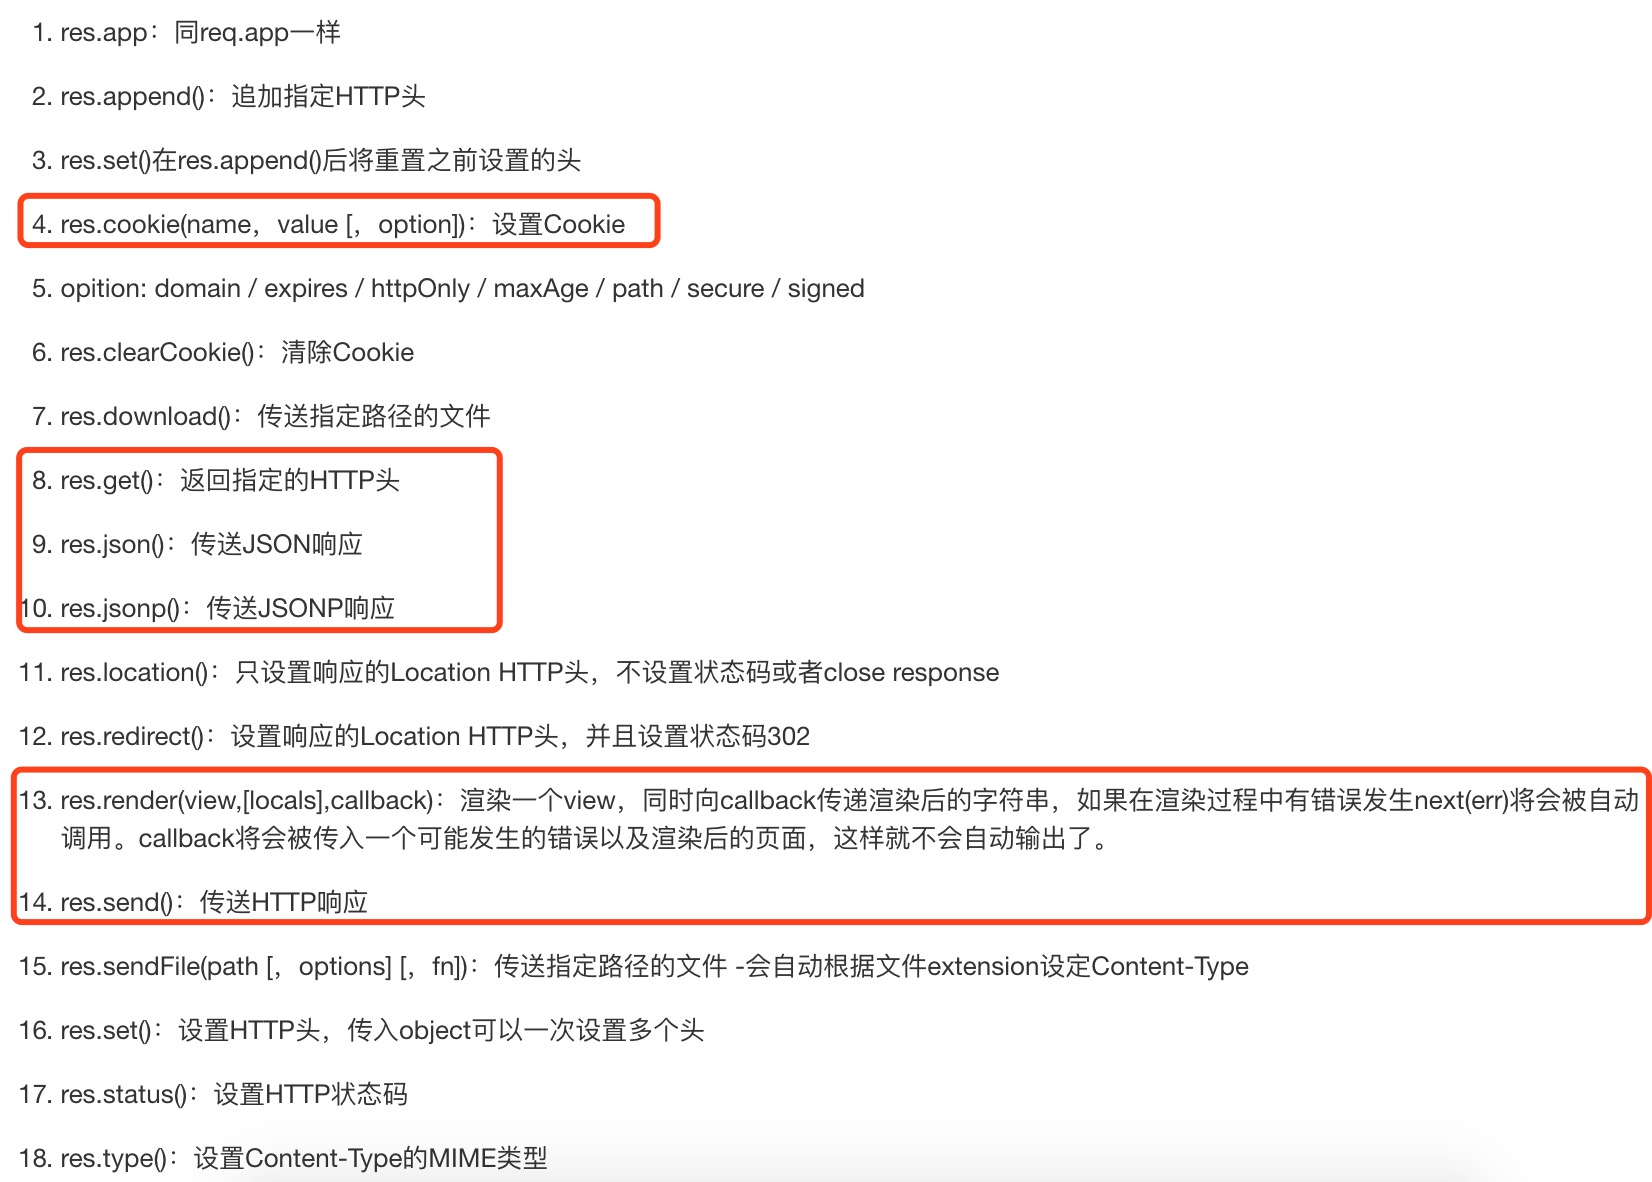 1. res.app：同req.app一样
2. res.append()：追加指定HTTP头
3. res.set()在res.append()后将重置之前设置的头
4. res.cookie(name，value [，option])：设置Cookie
5. opition: domain / expires / httpOnly / maxAge / path / secure / signed
6. res.clearCookie()：清除Cookie
7. res.download()：传送指定路径的文件
8. res.get()：返回指定的HTTP头
9. res.json()：传送JSON响应
10. res.jsonp()：传送JSONP响应
11. res.location()：只设置响应的Location HTTP头，不设置状态码或者close response
12. res.redirect()：设置响应的Location HTTP头，并且设置状态码302
13. res.render(view,[locals],callback)：渲染一个view，同时向callback传递渲染后的字符串，如果在渲染过程中有错误发生next(err)将会被自动
调用。callback将会被传入一个可能发生的错误以及渲染后的页面，这样就不会自动输出了。
14. res.send()：传送HTTP响应
15. res.sendFile(path [，options] [，fn])：传送指定路径的文件 -会自动根据文件extension设定Content-Type
16. res.set()：设置HTTP头，传入object可以一次设置多个头
17. res.status()：设置HTTP状态码
18. res.type()：设置Content-Type的MIME类型